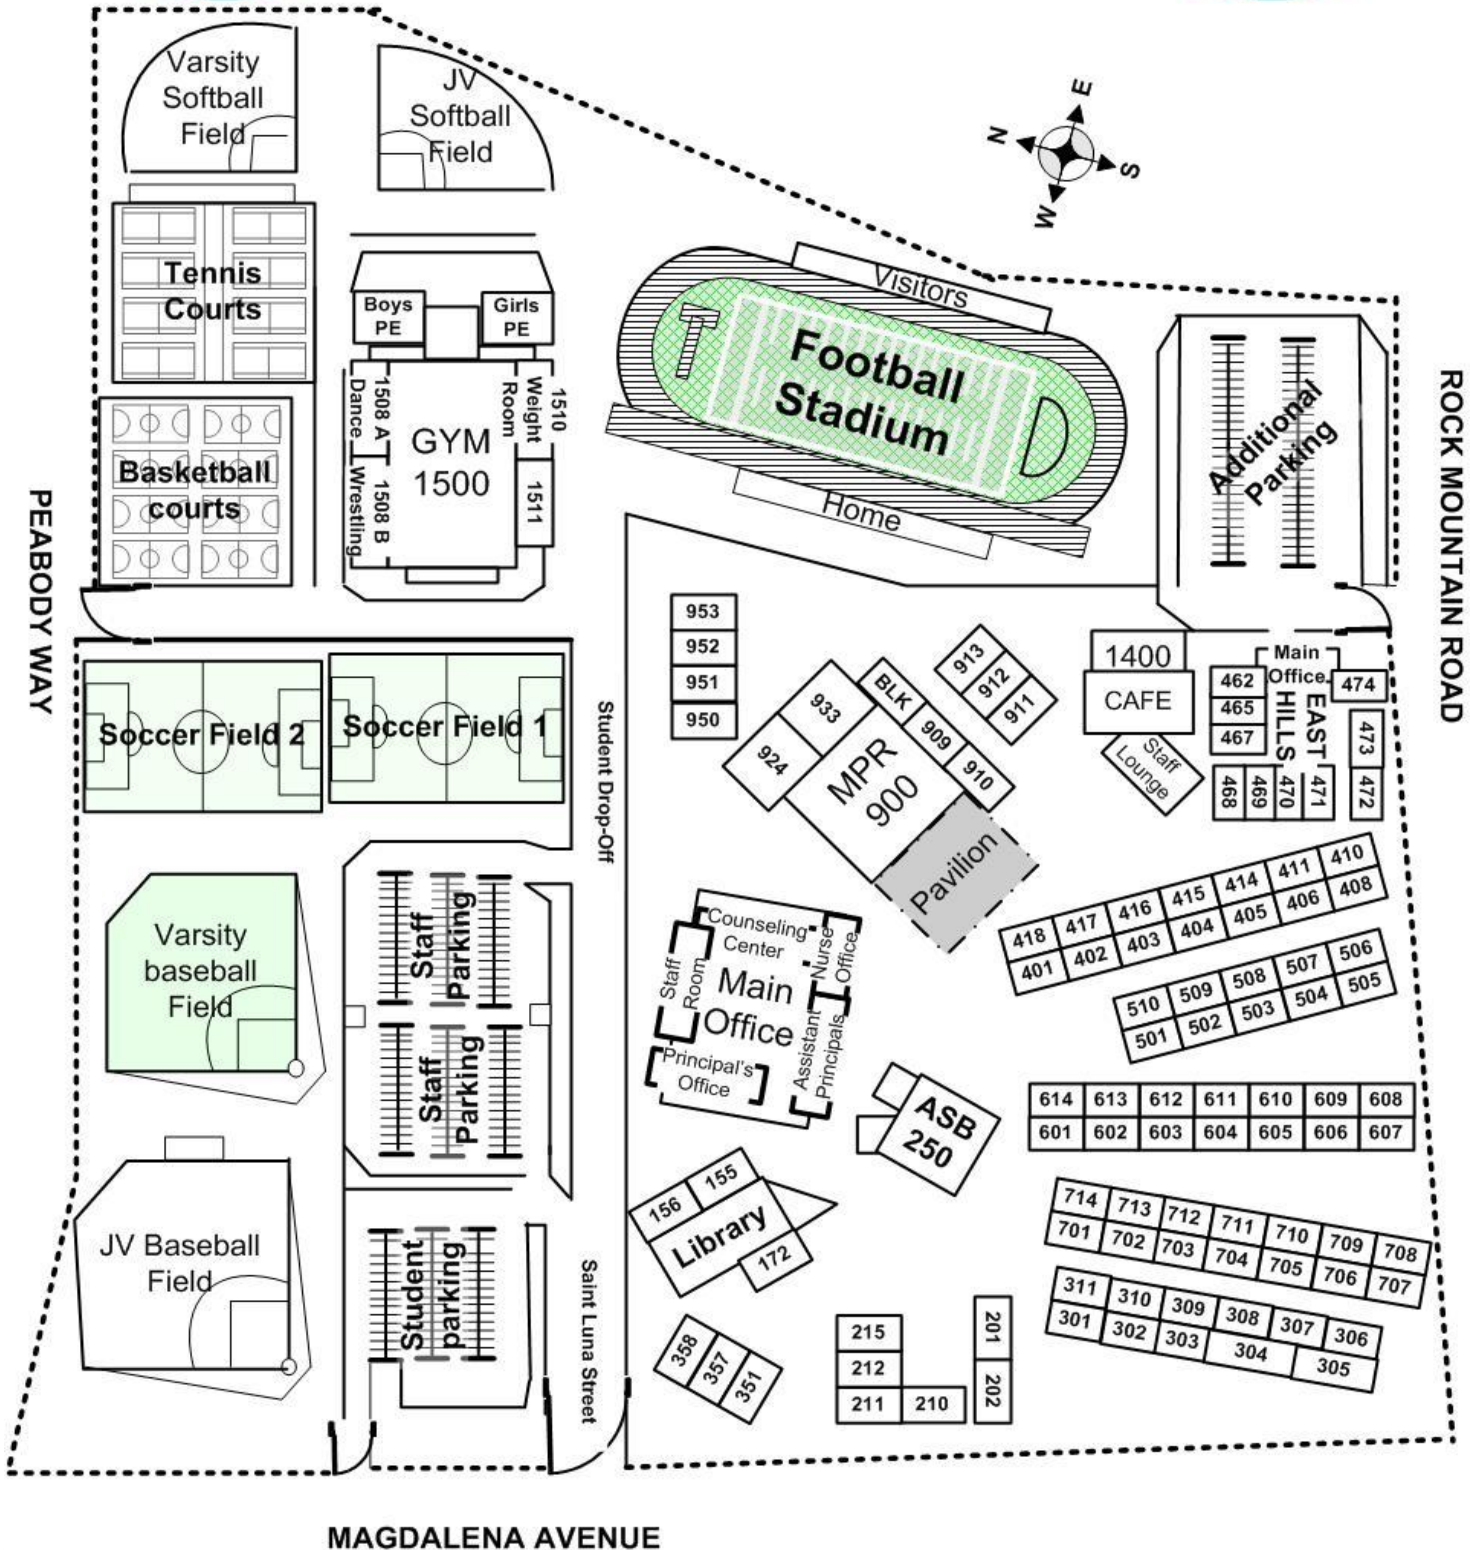 Varsity
Softball
Field
JV
Softball
Field
E
N
S
W
Tennis
Courts
Boys
PE
Girls
PE
Visitors
Football
Stadium
T
D
Home
Additional
Parking
ROCK MOUNTAIN ROAD
1508 A
Dance
Weight
Room
1510
GYM
1500
1508 B
Wrestling
1511
Basketball
courts
PEABODY WAY
953
952
951
950
913
912
911
BLK
909
910
933
924
MPR
900
Pavilion
1400
CAFE
Staff
Lounge
Main
Office
462
465
467
474
EAST
HILLS
473
472
468
469
470
471
Soccer Field 2
Soccer Field 1
Student Drop-Off
418
417
416
415
414
411
410
401
402
403
404
405
406
408
Staff
Parking
Varsity
baseball
Field
Counseling
Center
Nurse
Office
Staff
Room
Main
Office
Assistant
Principals
Principal's
Office
510
509
508
507
506
501
502
503
504
505
Staff
Parking
ASB
250
614
613
612
611
610
609
608
601
602
603
604
605
606
607
156
155
Library
172
714
713
712
711
710
709
708
701
702
703
704
705
706
707
JV Baseball
Field
Student
parking
Saint Luna Street
311
310
309
308
307
306
301
302
303
304
305
358
357
351
215
212
211
210
201
202
MAGDALENA AVENUE